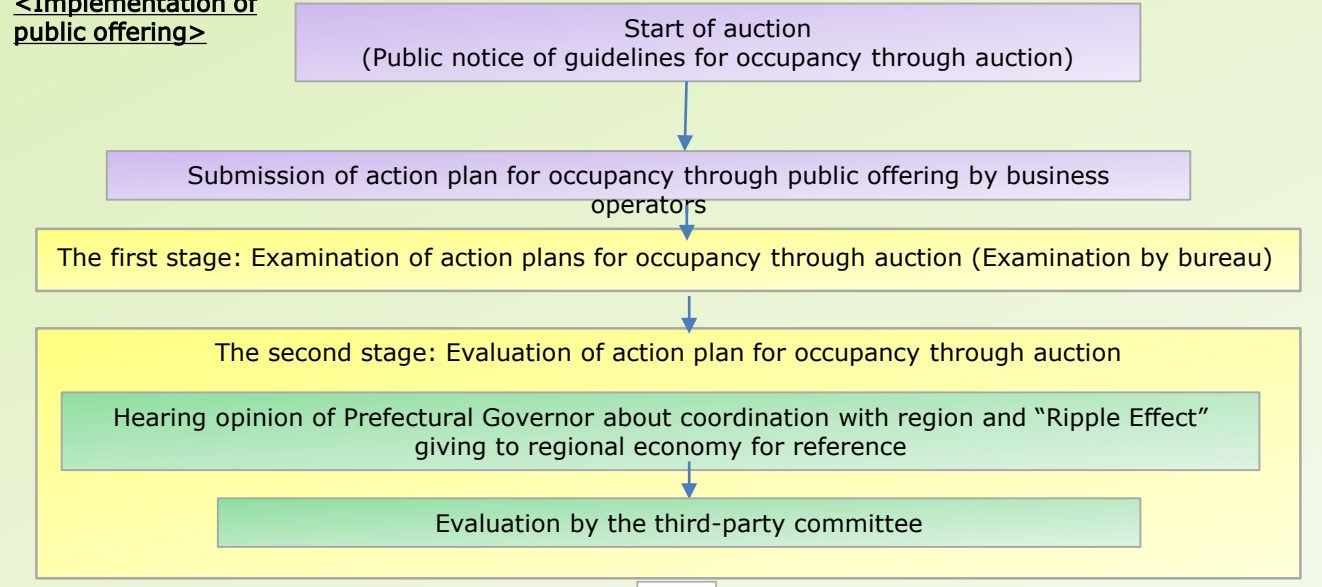 <Implementation of
public offering>
Start of auction
(Public notice of guidelines for occupancy through auction)
Submission of action plan for occupancy through public offering by business
operators
The first stage: Examination of action plans for occupancy through auction (Examination by bureau)
The second stage: Evaluation of action plan for occupancy through auction
Hearing opinion of Prefectural Governor about coordination with region and “Ripple Effect”
giving to regional economy for reference
Evaluation by the third-party committee